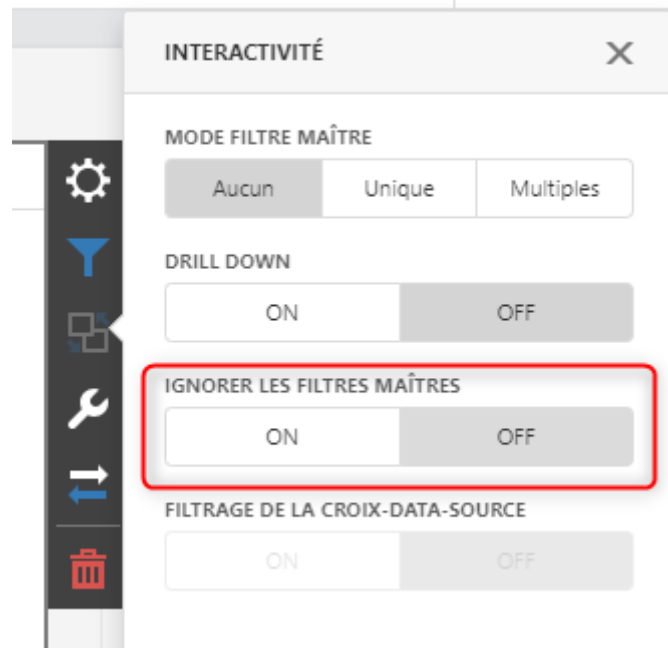 INTERACTIVITÉ
MODE FILTRE MAÎTRE
Aucun Unique Multiples
DRILL DOWN
ON OFF
IGNORER LES FILTRES MAÎTRES
ON OFF
FILTRAGE DE LA CROIX-DATA-SOURCE
ON OFF